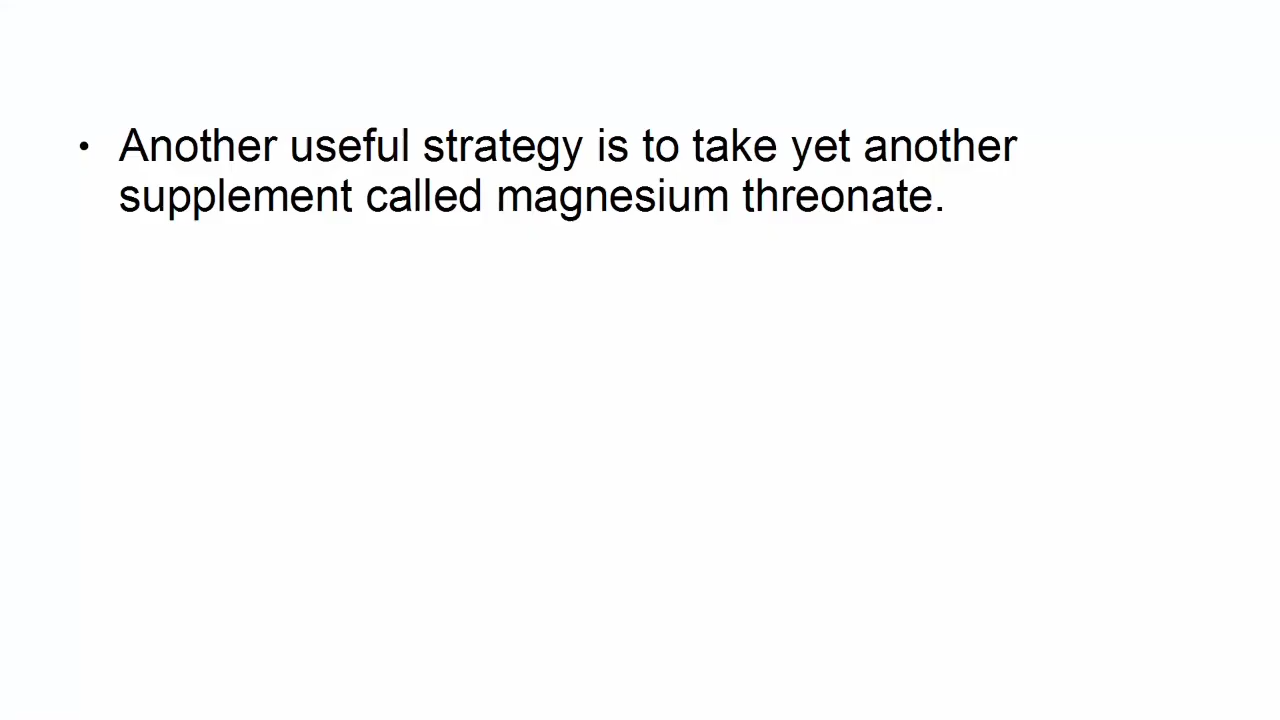 • Another useful strategy is to take yet another
supplement called magnesium threonate.